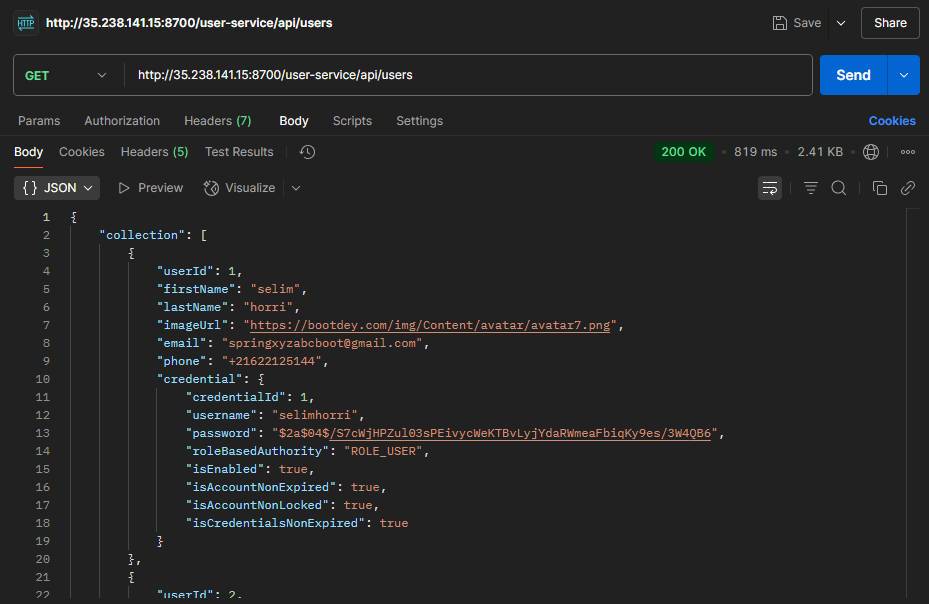 HTTP http://35.238.141.15:8700/user-service/api/users Save Share
GET http://35.238.141.15:8700/user-service/api/users Send
Params Authorization Headers (7) Body Scripts Settings Cookies
Body Cookies Headers (5) Test Results 200 OK • 819 ms • 2.41 KB •
{} JSON Preview Visualize
1 {
2 "collection": [
3 {
4 "userId": 1,
5 "firstName": "selim",
6 "lastName": "horri",
7 "imageUrl": "https://bootdey.com/img/Content/avatar/avatar7.png",
8 "email": "springxyzabcboot@gmail.com",
9 "phone": "+21622125144",
10 "credential": {
11 "credentialId": 1,
12 "username": "selimhorri",
13 "password": "$2a$04$/S7cWjHPZul03sPEivycWeKTBvLyjYdaRWmeaFbiqKy9es/3W4QB6",
14 "roleBasedAuthority": "ROLE_USER",
15 "isEnabled": true,
16 "isAccountNonExpired": true,
17 "isAccountNonLocked": true,
18 "isCredentialsNonExpired": true
19 }
20 },
21 {
22 "userId": 2,